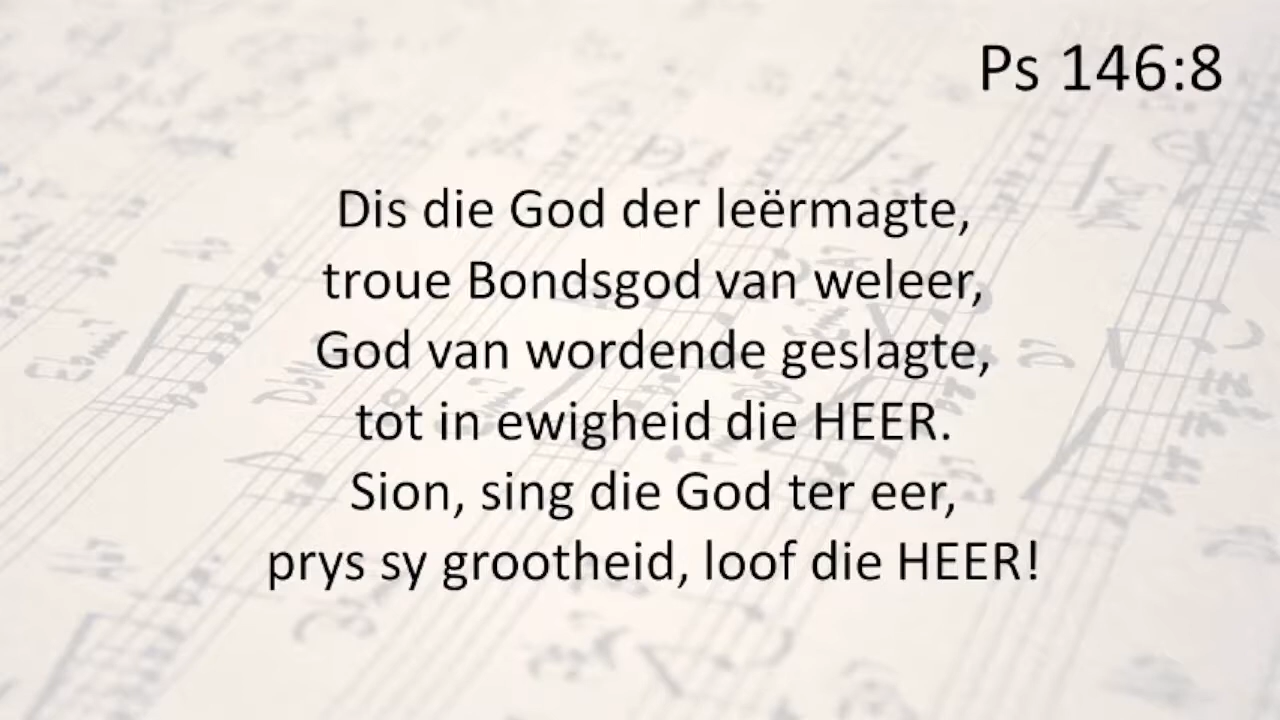 Ps 146:8
Dis die God der leërmagte,
troue Bondsgod van weleer,
God van wordende geslagte,
tot in ewigheid die HEER.
Sion, sing die God ter eer,
prys sy grootheid, loof die HEER!